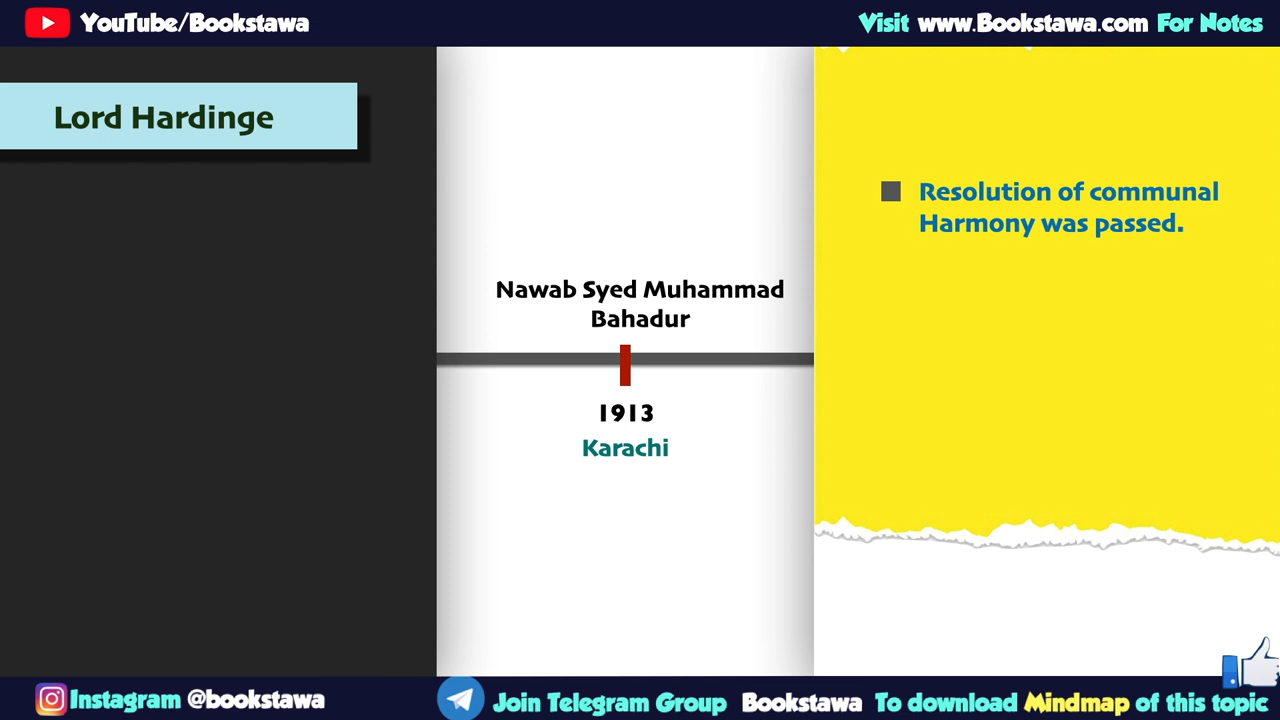 YouTube/Bookstawa
Visit www.Bookstawa.com For Notes
Lord Hardinge
Resolution of communal
Harmony was passed.
Nawab Syed Muhammad
Bahadur
1913
Karachi
Instagram @bookstawa
Join Telegram Group Bookstawa To download Mindmap of this topic